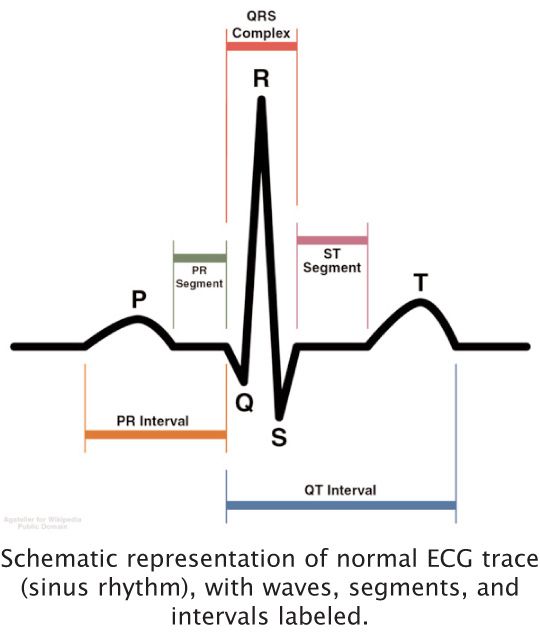 QRS
Complex
R
PR
Segment
ST
Segment
P
T
Q
S
PR Interval
QT Interval
Agateller for Wikipedia
Public Domain
Schematic representation of normal ECG trace
(sinus rhythm), with waves, segments, and
intervals labeled.